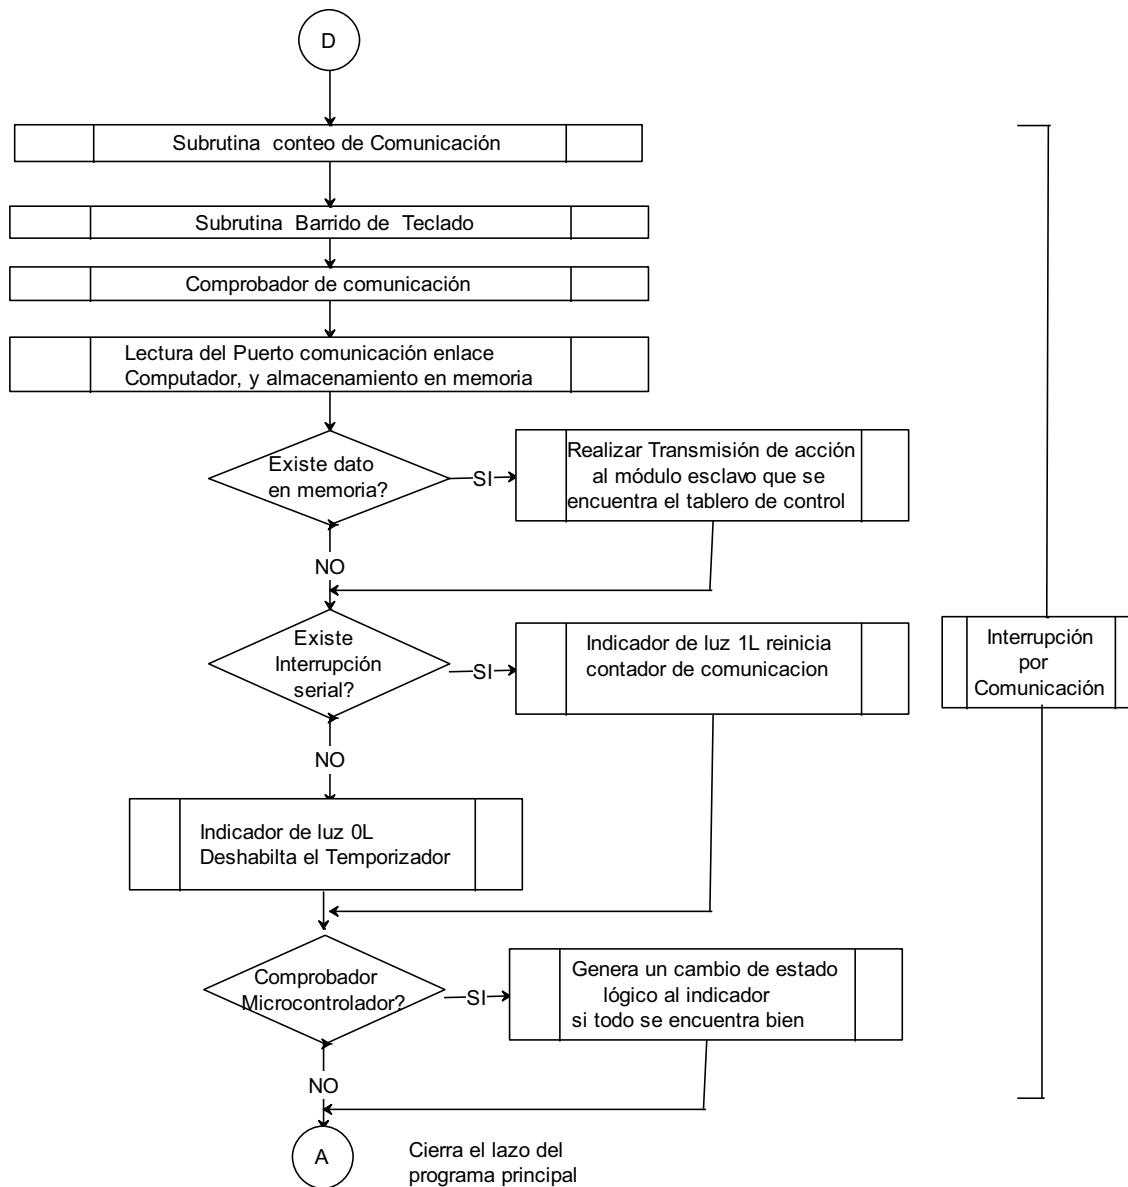 D
Subrutina conteo de Comunicación
Subrutina Barrido de Teclado
Comprobador de comunicación
Lectura del Puerto comunicación enlace
Computador, y almacenamiento en memoria
Existe dato
en memoria?
SI
Realizar Transmisión de acción
al módulo esclavo que se
encuentra el tablero de control
NO
Existe
Interrupción
serial?
SI
Indicador de luz 1L reinicia
contador de comunicacion
Interrupción
por
Comunicación
NO
Indicador de luz 0L
Deshabilta el Temporizador
Comprobador
Microcontrolador?
SI
Genera un cambio de estado
lógico al indicador
si todo se encuentra bien
NO
A
Cierra el lazo del
programa principal